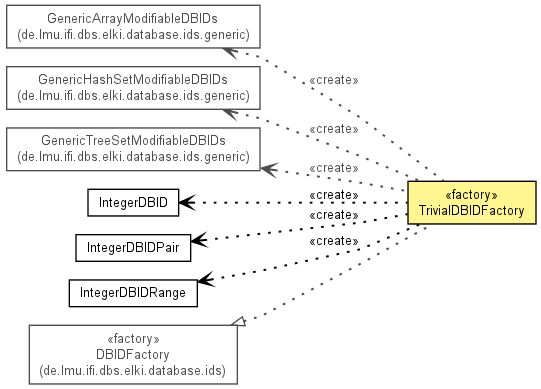 GenericArrayModifiableDBIDs
(de.lmu.ifi.dbs.elki.database.ids.generic)
«create»
GenericHashSetModifiableDBIDs
(de.lmu.ifi.dbs.elki.database.ids.generic)
«create»
GenericTreeSetModifiableDBIDs
(de.lmu.ifi.dbs.elki.database.ids.generic)
«create»
«factory»
TrivialDBIDFactory
IntegerDBID
«create»
IntegerDBIDPair
«create»
IntegerDBIDRange
«create»
«factory»
DBIDFactory
(de.lmu.ifi.dbs.elki.database.ids)